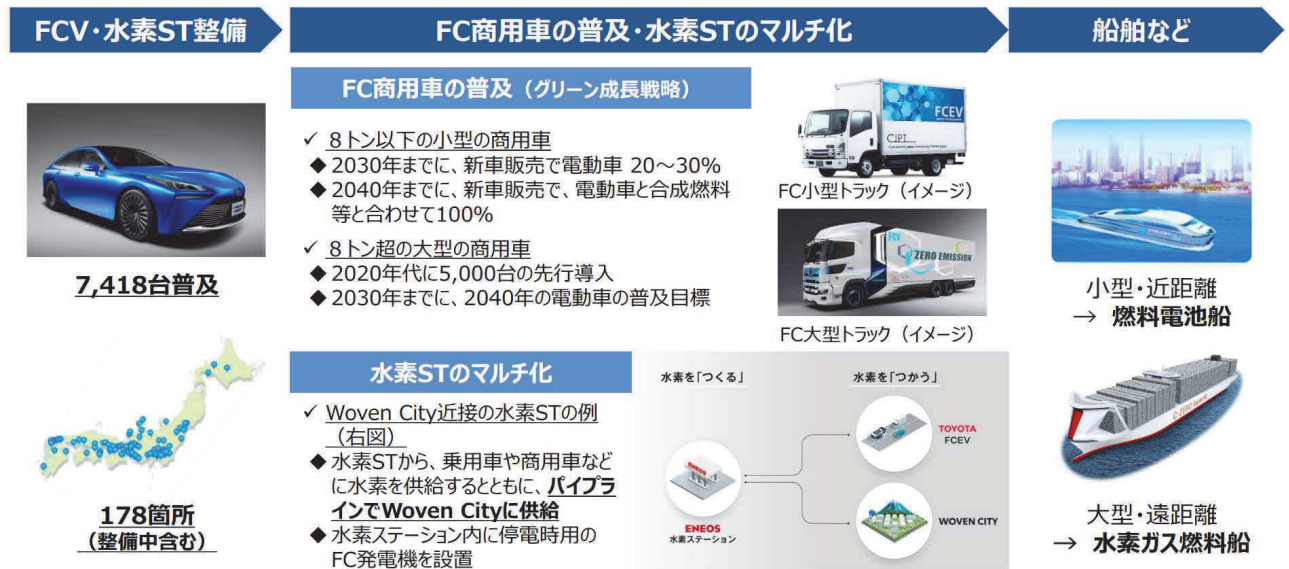 FCV・水素ST整備
FC商用車の普及・水素STのマルチ化
船舶など
7,418台普及
178箇所
（整備中含む）
FC商用車の普及（グリーン成長戦略）
✓ 8トン以下の小型の商用車
◆ 2030年までに、新車販売で電動車 20～30%
◆ 2040年までに、新車販売で、電動車と合成燃料
等と合わせて100%
✓ 8トン超の大型の商用車
◆ 2020年代に5,000台の先行導入
◆ 2030年までに、2040年の電動車の普及目標
FCEV
CJPT
FC小型トラック（イメージ）
FCV
ZERO EMISSION
FC大型トラック（イメージ）
水素STのマルチ化
✓ Woven City近接の水素STの例
（右図）
◆ 水素STから、乗用車や商用車など
に水素を供給するとともに、パイプラ
インでWoven Cityに供給
◆ 水素ステーション内に停電時用の
FC発電機を設置
水素を「つくる」
水素を「つかう」
ENEOS
ENEOS
水素ステーション
TOYOTA
FCEV
WOVEN CITY
小型・近距離
→ 燃料電池船
大型・遠距離
→ 水素ガス燃料船